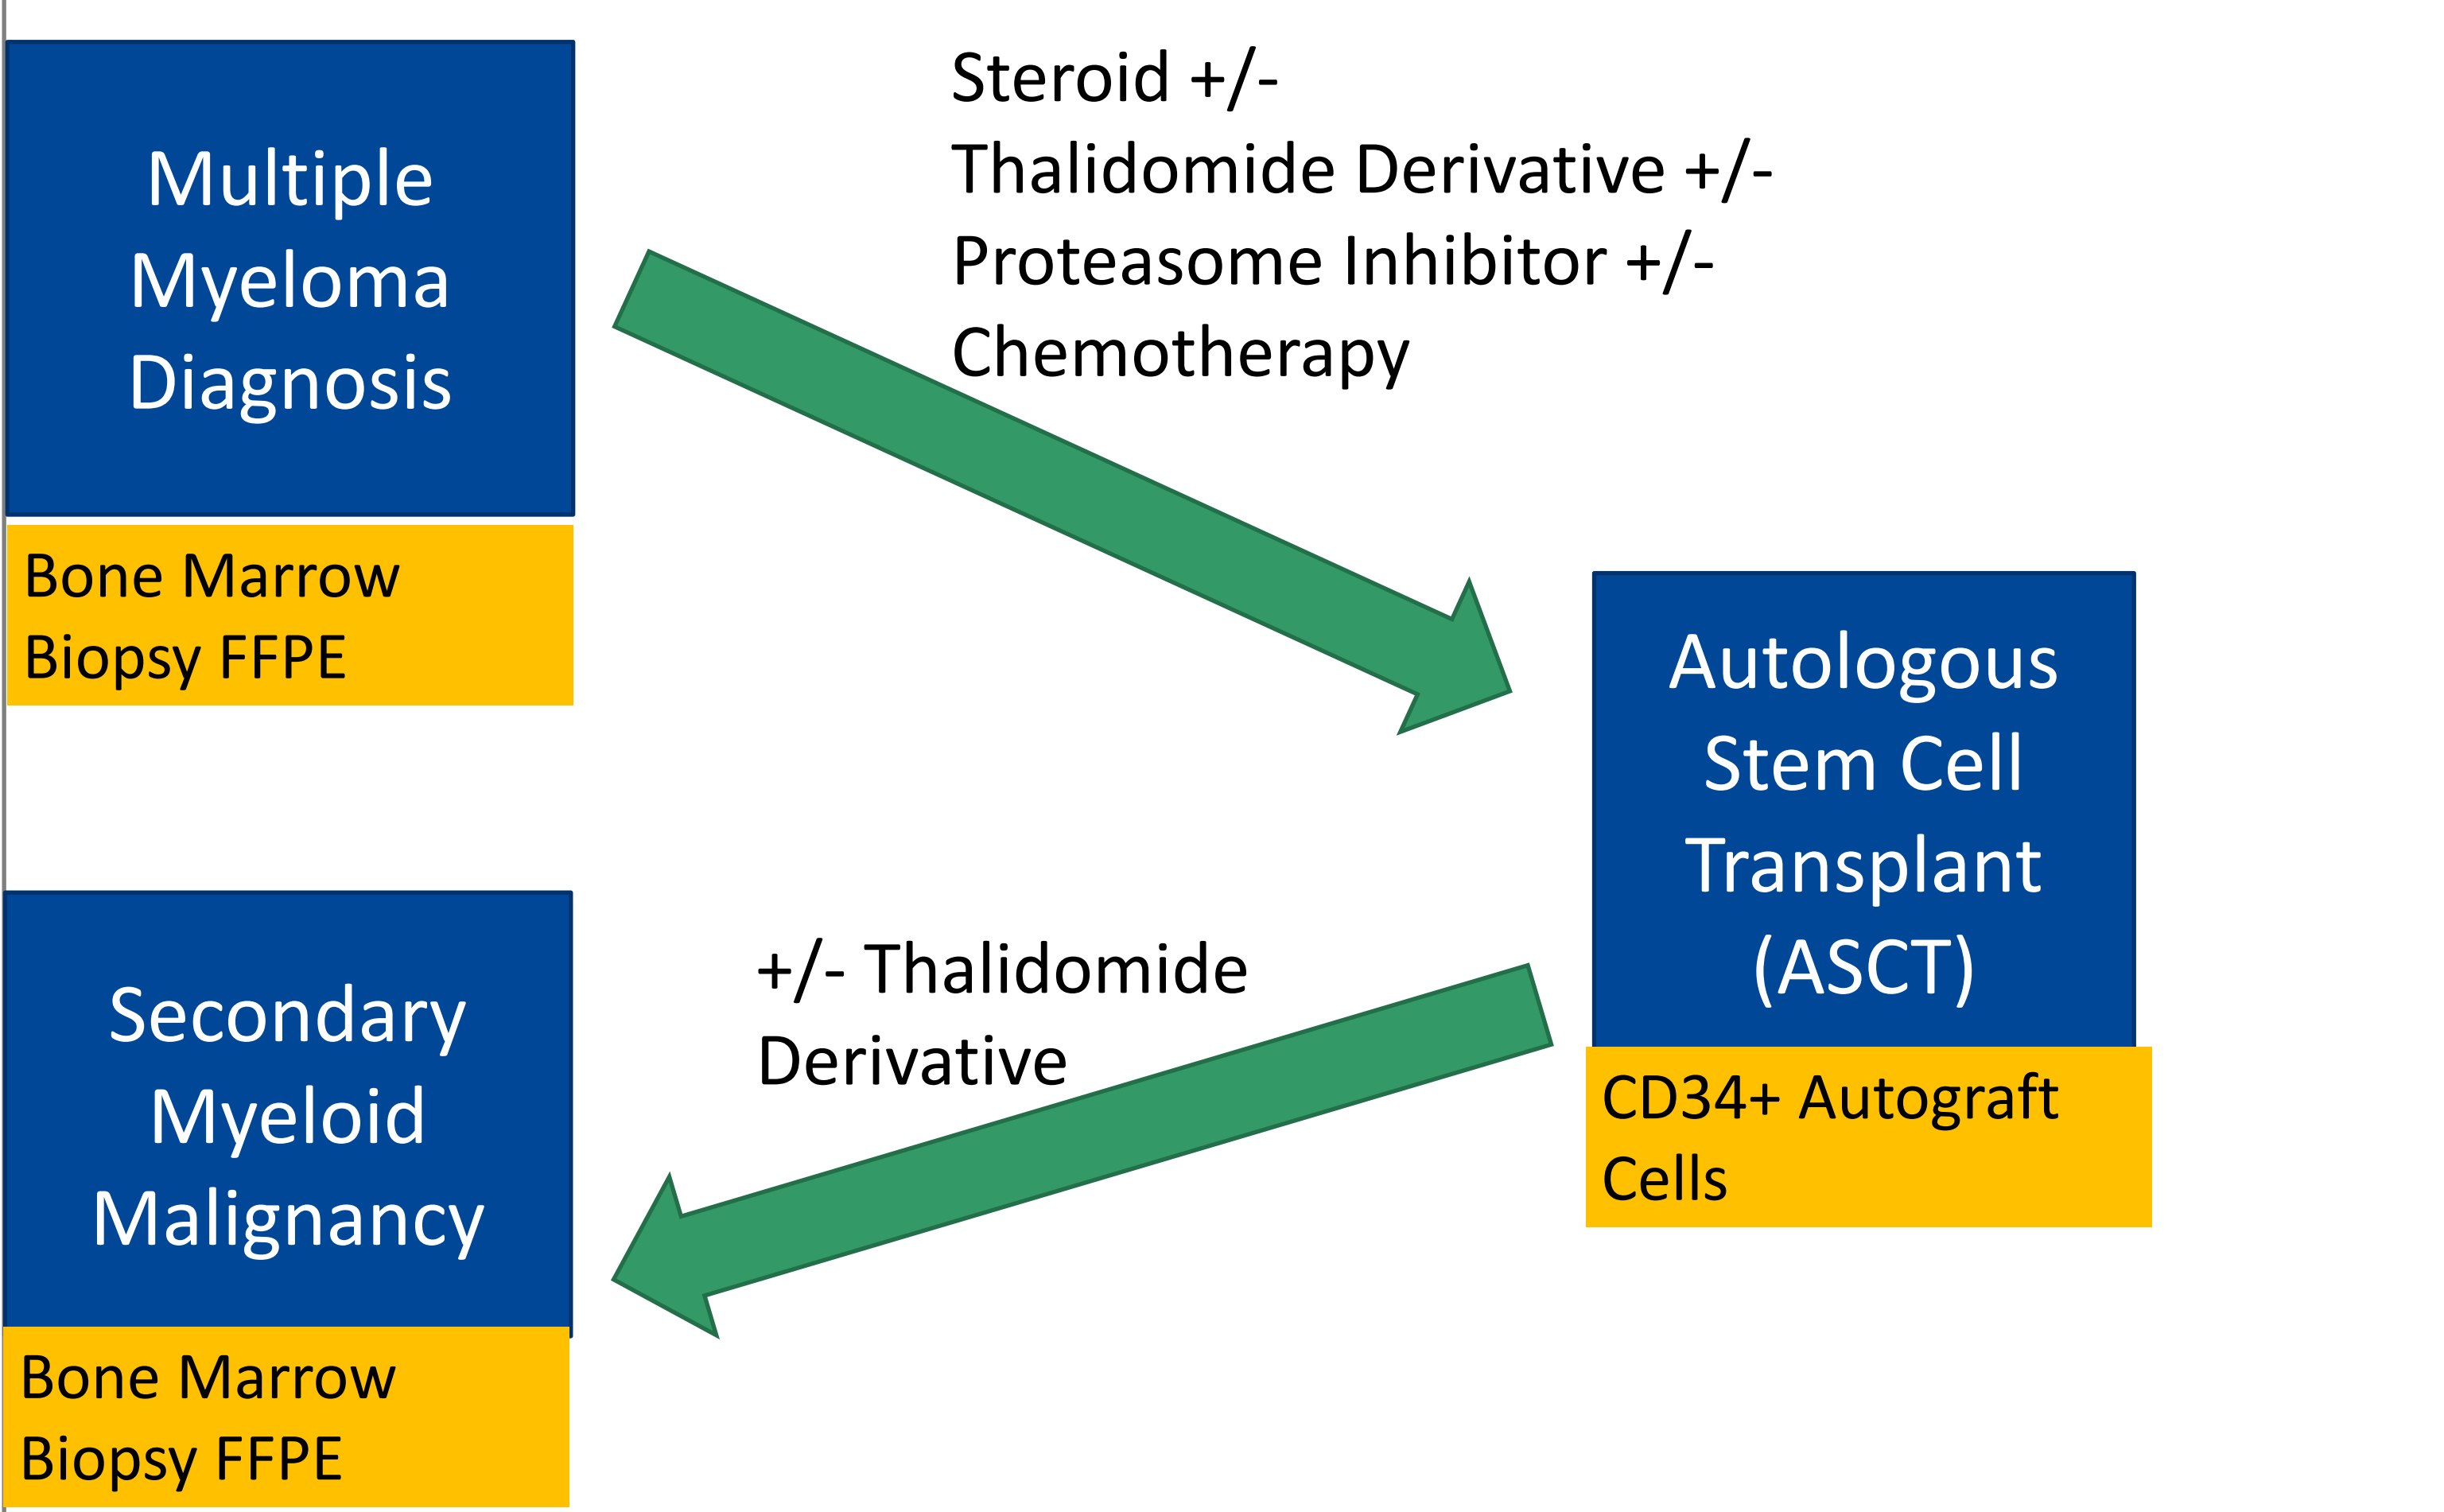 Multiple
Myeloma
Diagnosis
Bone Marrow
Biopsy FFPE
Steroid +/-
Thalidomide Derivative +/-
Proteasome Inhibitor +/-
Chemotherapy
Autologous
Stem Cell
Transplant
(ASCT)
CD34+ Autograft
Cells
+/- Thalidomide
Derivative
Secondary
Myeloid
Malignancy
Bone Marrow
Biopsy FFPE